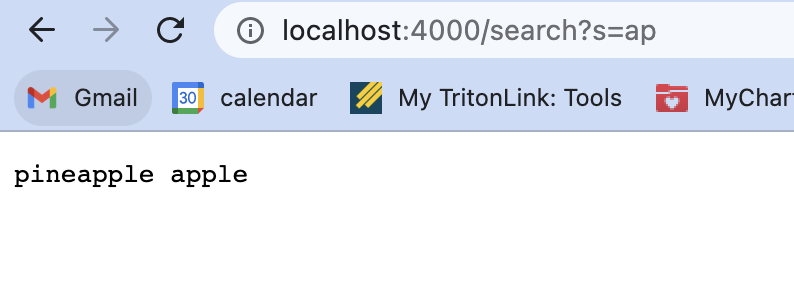 localhost:4000/search?s=ap
Gmail 30 calendar My TritonLink: Tools MyChart
pineapple apple